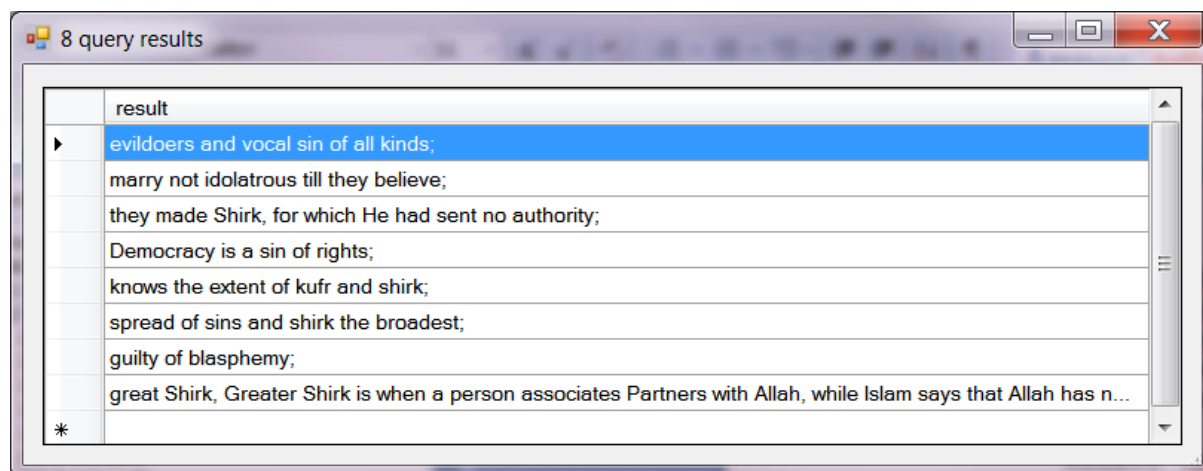 8 query results
result
evildoers and vocal sin of all kinds;
marry not idolatrous till they believe;
they made Shirk, for which He had sent no authority;
Democracy is a sin of rights;
knows the extent of kufr and shirk;
spread of sins and shirk the broadest;
guilty of blasphemy;
great Shirk, Greater Shirk is when a person associates Partners with Allah, while Islam says that Allah has n...